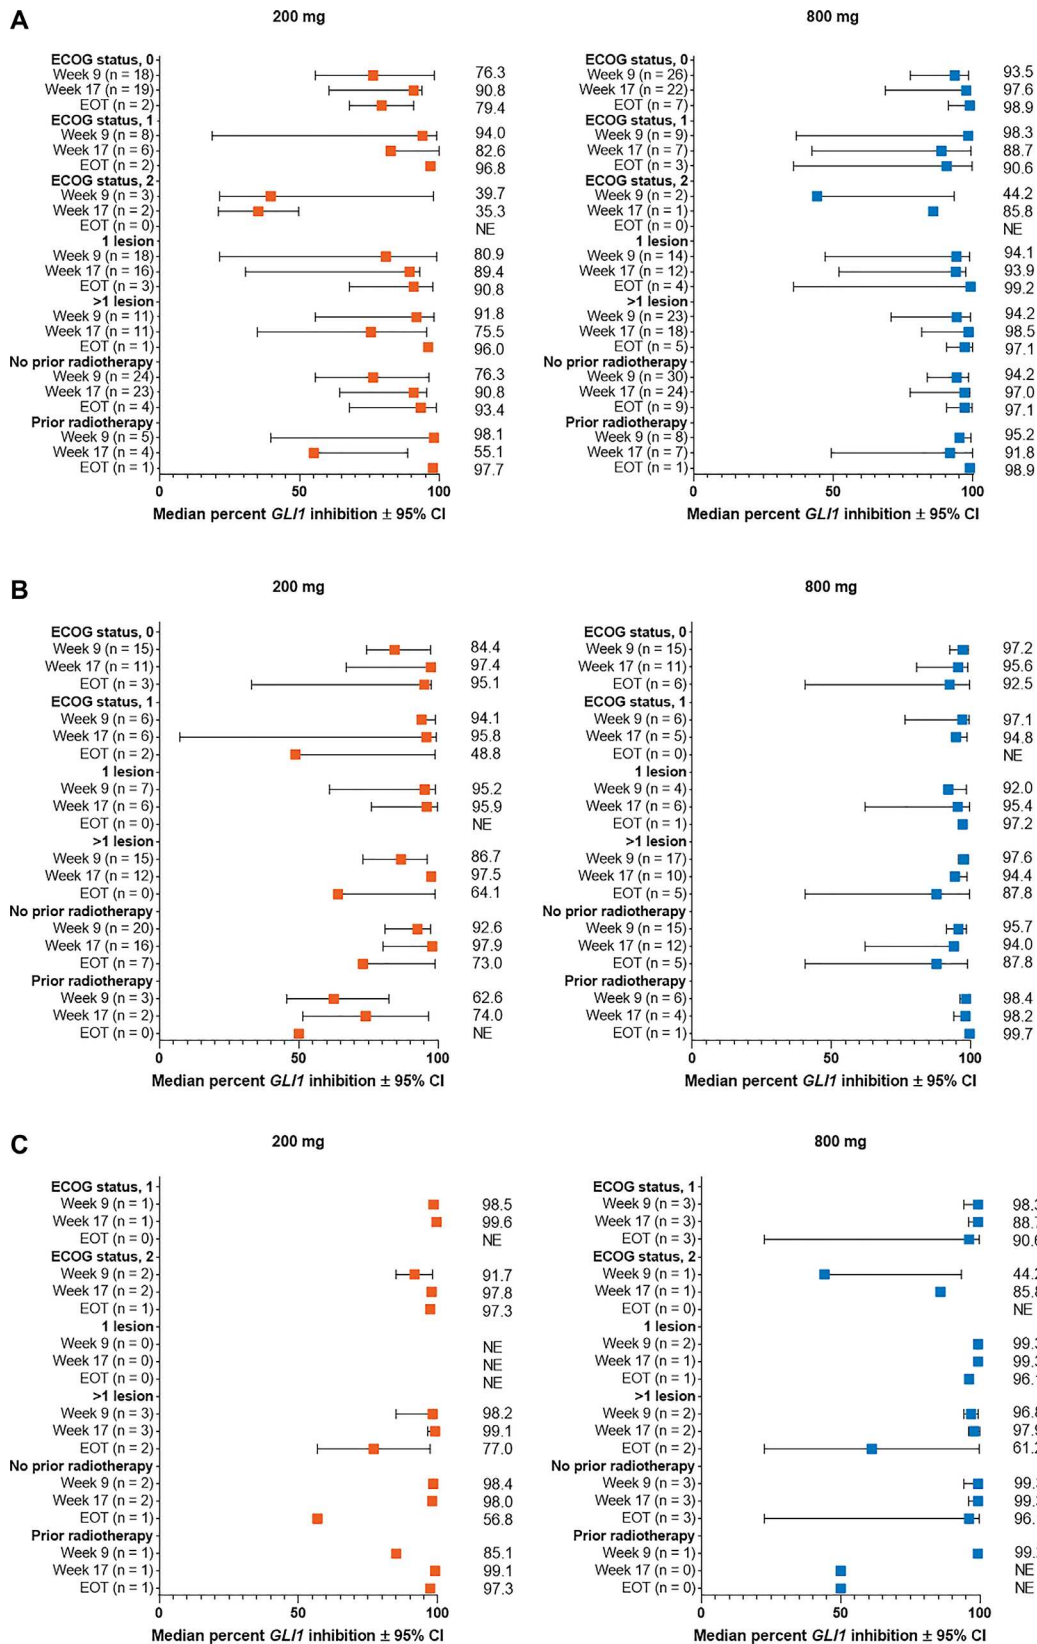 A
200 mg
800 mg
ECOG status, 0
Week 9 (n = 18) 76.3
Week 17 (n = 19) 90.8
EOT (n = 2) 79.4
ECOG status, 1
Week 9 (n = 8) 94.0
Week 17 (n = 6) 82.6
EOT (n = 2) 96.8
ECOG status, 2
Week 9 (n = 3) 39.7
Week 17 (n = 2) 35.3
EOT (n = 0) NE
1 lesion
Week 9 (n = 18) 80.9
Week 17 (n = 16) 89.4
EOT (n = 3) 90.8
>1 lesion
Week 9 (n = 11) 91.8
Week 17 (n = 11) 75.5
EOT (n = 1) 96.0
No prior radiotherapy
Week 9 (n = 24) 76.3
Week 17 (n = 23) 90.8
EOT (n = 4) 93.4
Prior radiotherapy
Week 9 (n = 5) 98.1
Week 17 (n = 4) 55.1
EOT (n = 1) 97.7
0 50 100
Median percent GLI1 inhibition ± 95% CI
ECOG status, 0
Week 9 (n = 26) 93.5
Week 17 (n = 22) 97.6
EOT (n = 7) 98.9
ECOG status, 1
Week 9 (n = 9) 98.3
Week 17 (n = 7) 88.7
EOT (n = 3) 90.6
ECOG status, 2
Week 9 (n = 2) 44.2
Week 17 (n = 1) 85.8
EOT (n = 0) NE
1 lesion
Week 9 (n = 14) 94.1
Week 17 (n = 12) 93.9
EOT (n = 4) 99.2
>1 lesion
Week 9 (n = 23) 94.2
Week 17 (n = 18) 98.5
EOT (n = 5) 97.1
No prior radiotherapy
Week 9 (n = 30) 94.2
Week 17 (n = 24) 97.0
EOT (n = 9) 97.1
Prior radiotherapy
Week 9 (n = 8) 95.2
Week 17 (n = 7) 91.8
EOT (n = 1) 98.9
0 50 100
Median percent GLI1 inhibition ± 95% CI
B
200 mg
800 mg
ECOG status, 0
Week 9 (n = 15) 84.4
Week 17 (n = 11) 97.4
EOT (n = 3) 95.1
ECOG status, 1
Week 9 (n = 6) 94.1
Week 17 (n = 6) 95.8
EOT (n = 2) 48.8
1 lesion
Week 9 (n = 7) 95.2
Week 17 (n = 6) 95.9
EOT (n = 0) NE
>1 lesion
Week 9 (n = 15) 86.7
Week 17 (n = 12) 97.5
EOT (n = 0) 64.1
No prior radiotherapy
Week 9 (n = 20) 92.6
Week 17 (n = 16) 97.9
EOT (n = 7) 73.0
Prior radiotherapy
Week 9 (n = 3) 62.6
Week 17 (n = 2) 74.0
EOT (n = 0) NE
0 50 100
Median percent GLI1 inhibition ± 95% CI
ECOG status, 0
Week 9 (n = 15) 97.2
Week 17 (n = 11) 95.6
EOT (n = 6) 92.5
ECOG status, 1
Week 9 (n = 6) 97.1
Week 17 (n = 5) 94.8
EOT (n = 0) NE
1 lesion
Week 9 (n = 4) 92.0
Week 17 (n = 6) 95.4
EOT (n = 1) 97.2
>1 lesion
Week 9 (n = 17) 97.6
Week 17 (n = 10) 94.4
EOT (n = 5) 87.8
No prior radiotherapy
Week 9 (n = 15) 95.7
Week 17 (n = 12) 94.0
EOT (n = 5) 87.8
Prior radiotherapy
Week 9 (n = 6) 98.4
Week 17 (n = 4) 98.2
EOT (n = 1) 99.7
0 50 100
Median percent GLI1 inhibition ± 95% CI
C
200 mg
800 mg
ECOG status, 1
Week 9 (n = 1) 98.5
Week 17 (n = 1) 99.6
EOT (n = 0) NE
ECOG status, 2
Week 9 (n = 2) 91.7
Week 17 (n = 2) 97.8
EOT (n = 1) 97.3
1 lesion
Week 9 (n = 0) NE
Week 17 (n = 0) NE
EOT (n = 0) NE
>1 lesion
Week 9 (n = 3) 98.2
Week 17 (n = 3) 99.1
EOT (n = 2) 77.0
No prior radiotherapy
Week 9 (n = 2) 98.4
Week 17 (n = 2) 98.0
EOT (n = 1) 56.8
Prior radiotherapy
Week 9 (n = 1) 85.1
Week 17 (n = 1) 99.1
EOT (n = 1) 97.3
0 50 100
Median percent GLI1 inhibition ± 95% CI
ECOG status, 1
Week 9 (n = 3) 98.3
Week 17 (n = 3) 88.7
EOT (n = 3) 90.6
ECOG status, 2
Week 9 (n = 1) 44.2
Week 17 (n = 1) 85.8
EOT (n = 0) NE
1 lesion
Week 9 (n = 2) 99.3
Week 17 (n = 1) 99.3
EOT (n = 1) 96.1
>1 lesion
Week 9 (n = 2) 96.8
Week 17 (n = 2) 97.9
EOT (n = 2) 61.2
No prior radiotherapy
Week 9 (n = 3) 99.3
Week 17 (n = 3) 99.3
EOT (n = 3) 96.
Prior radiotherapy
Week 9 (n = 1) 99.
Week 17 (n = 0) NE
EOT (n = 0) NE
0 50 100
Median percent GLI1 inhibition ± 95% CI